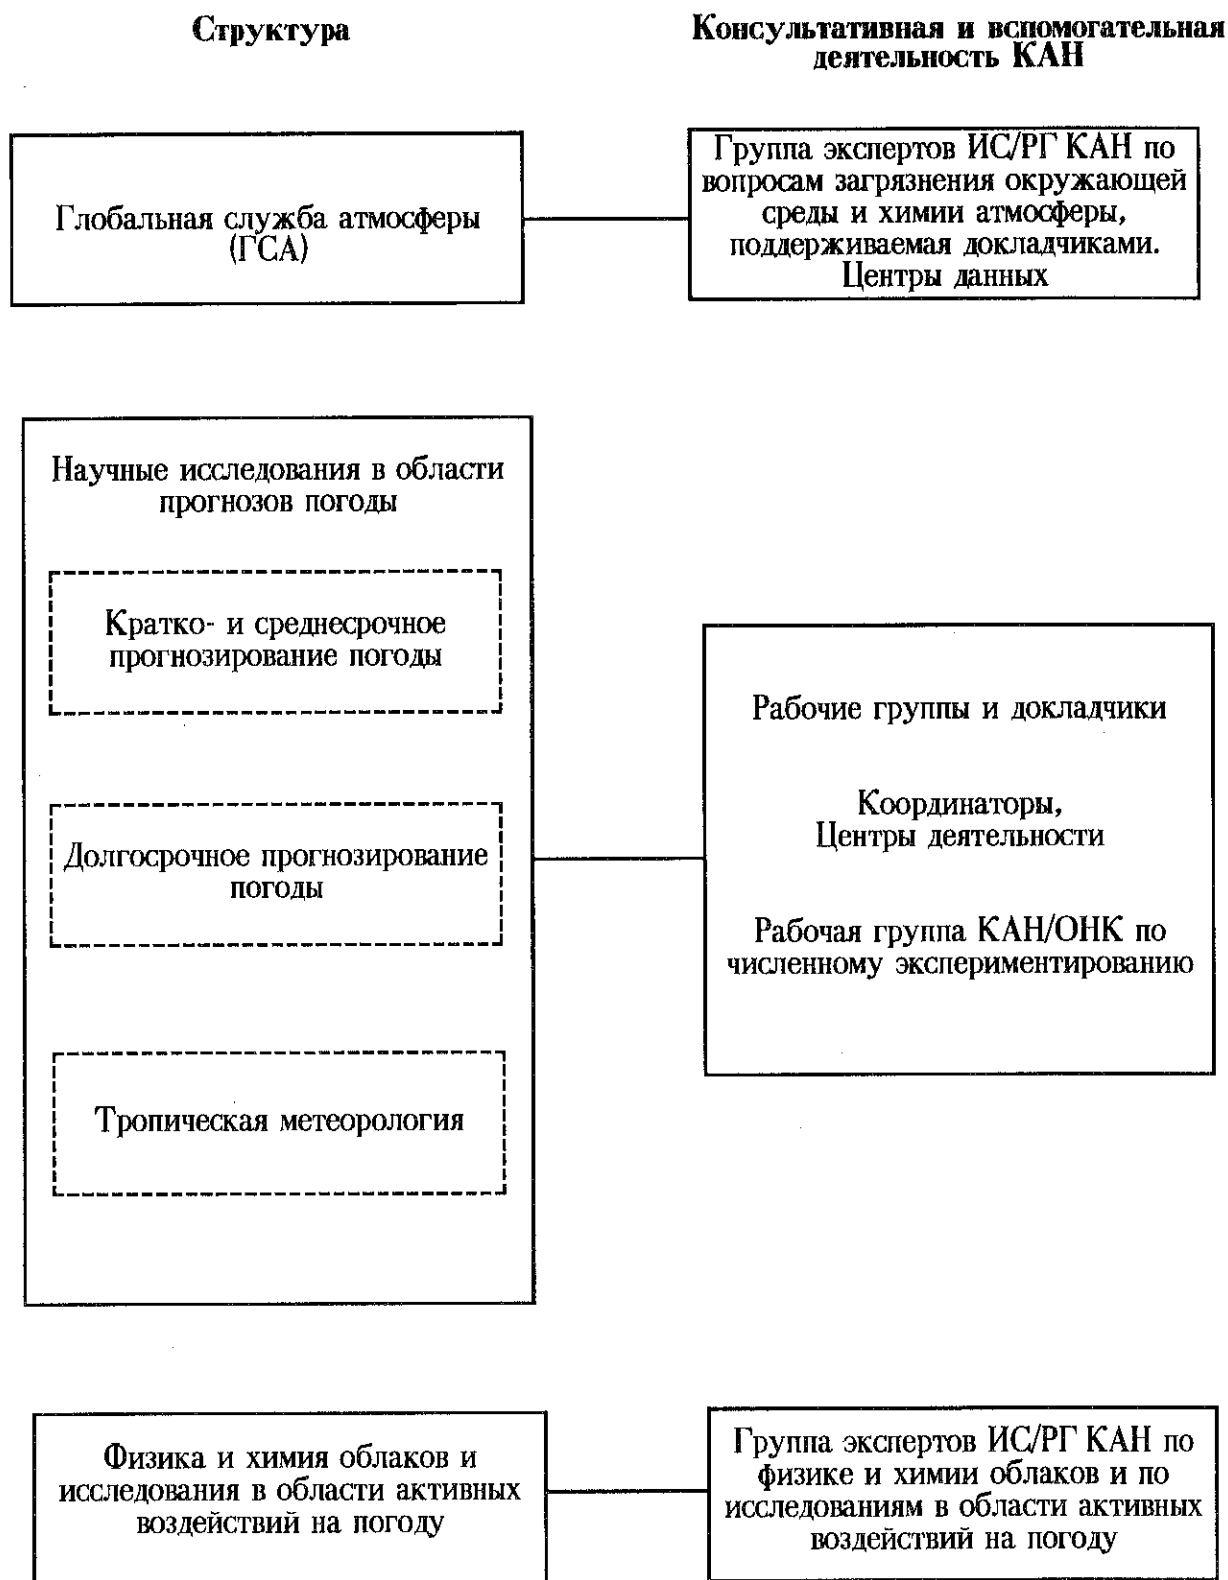 Структура
Консультативная и вспомогательная
деятельность КАН
Глобальная служба атмосферы
(ГСА)
Группа экспертов ИС/РГ КАН по
вопросам загрязнения окружающей
среды и химии атмосферы,
поддерживаемая докладчиками.
Центры данных
Научные исследования в области
прогнозов погоды
Кратко- и среднесрочное
прогнозирование погоды
Долгосрочное прогнозирование
погоды
Тропическая метеорология
Рабочие группы и докладчики
Координаторы,
Центры деятельности
Рабочая группа КАН/ОНК по
численному экспериментированию
Физика и химия облаков и
исследования в области активных
воздействий на погоду
Группа экспертов ИС/РГ КАН по
физике и химии облаков и по
исследованиям в области активных
воздействий на погоду